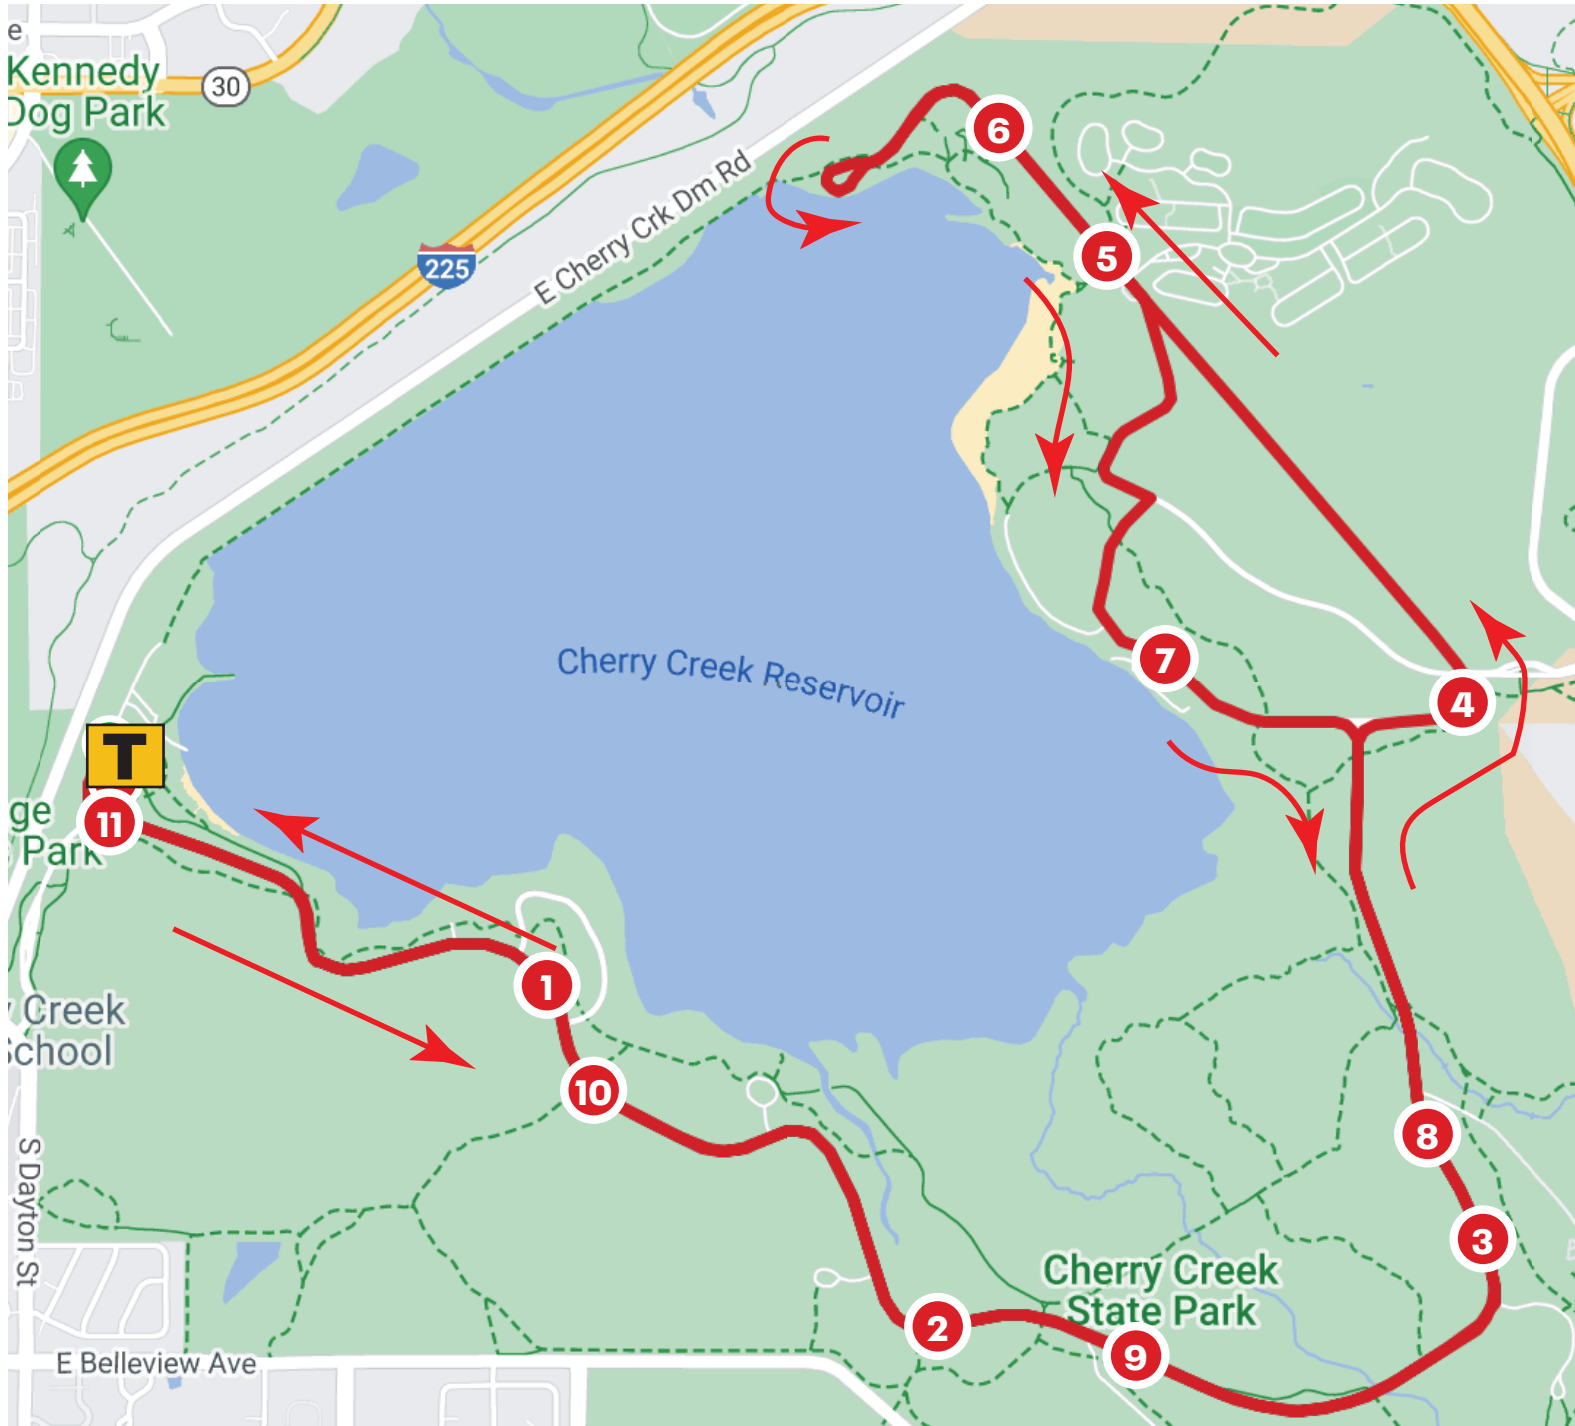 e
Kennedy
Dog Park
30
225
E Cherry Crk Dm Rd
6
5
Cherry Creek Reservoir
7
4
T
11
ge
Park
1
Creek
School
10
8
S Dayton St
3
Cherry Creek
State Park
2
9
E Belleview Ave